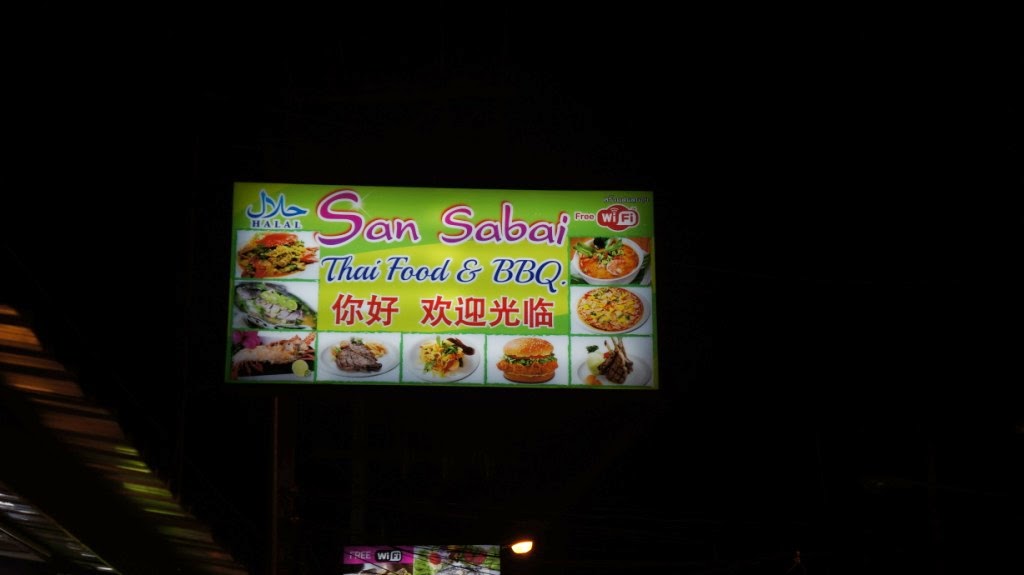 حلال
HALAL
San Sabai
Free WiFi
Thai Food & BBQ.
你好 欢迎光临
FREE WiFi